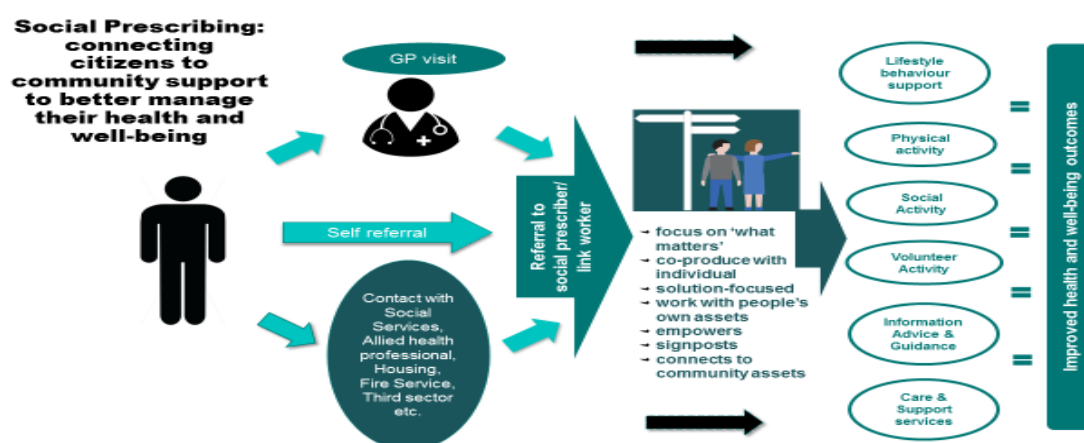 Social Prescribing:
connecting
citizens to
community support
to better manage
their health and
well-being
GP visit
Self referral
Contact with
Social
Services,
Allied health
professional,
Housing,
Fire Service,
Third sector
etc.
Referral to
social prescriber/
link worker
→ focus on ‘what
matters’
→ co-produce with
individual
→ solution-focused
→ work with people's
own assets
→ empowers
→ signposts
→ connects to
community assets
Lifestyle
behaviour
support
=
Physical
activity
=
Social
Activity
=
Volunteer
Activity
=
Information
Advice &
Guidance
=
Care &
Support
services
Improved health and well-being outcomes